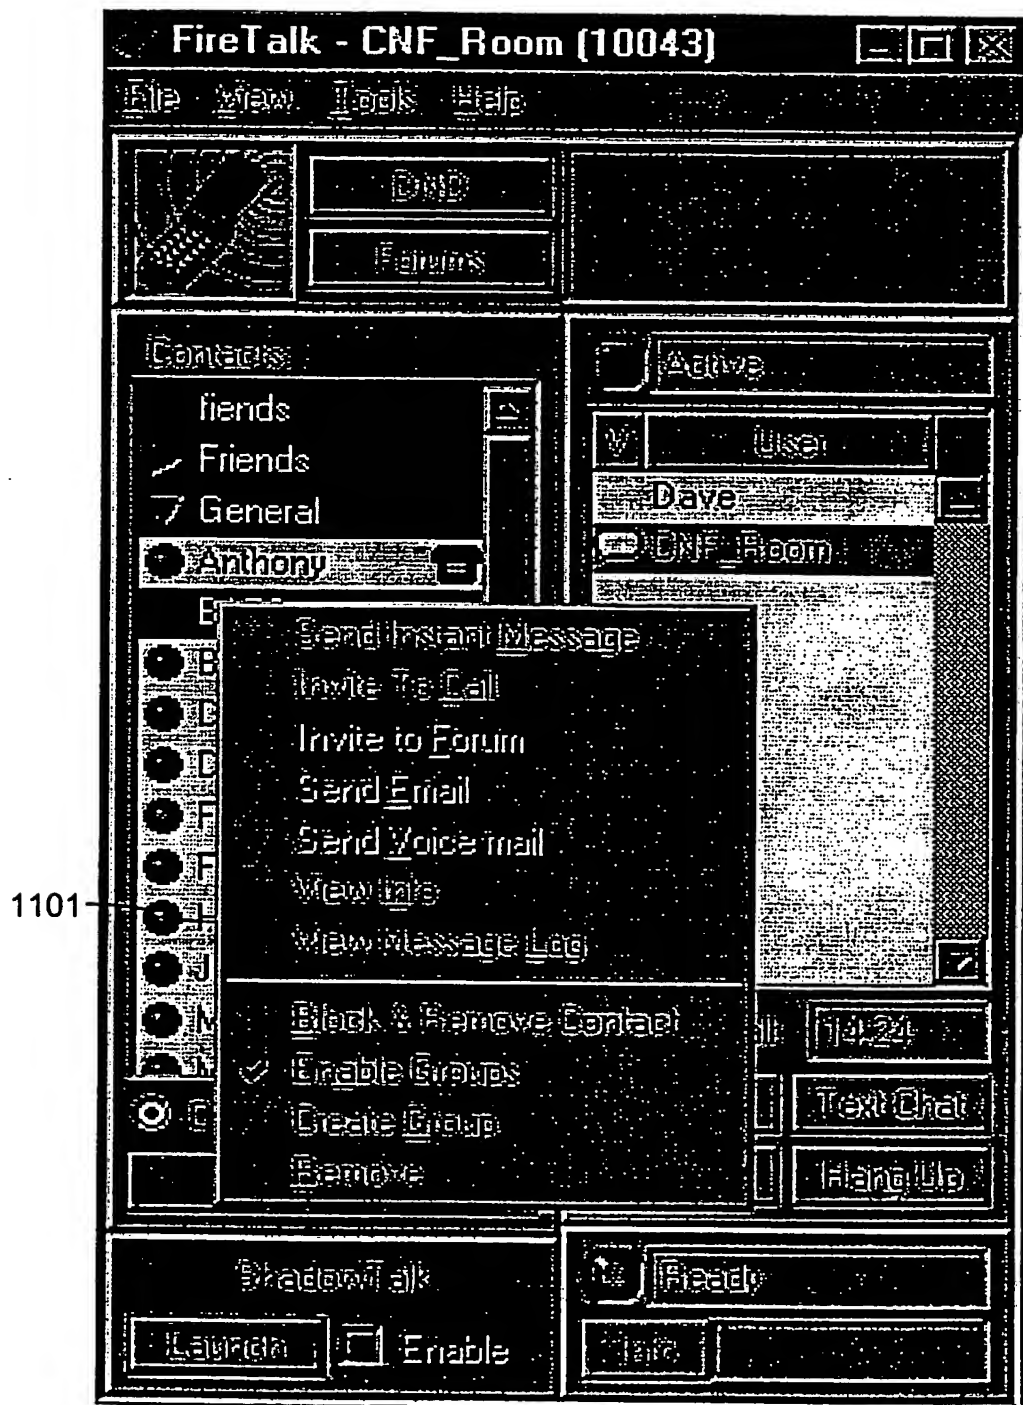 FireTalk - CNF_Room (10043)
File View Tools Help
DND
Forums
Contacts:
fiends
Friends
General
Anthony
Active
V User
Dave
CNF_Room
Send Instant Message
Invite To Call
Invite to Forum
Send Email
Send Voice mail
View Info
View Message Log
Block & Remove Contact
Enable Groups
Create Group
Remove
1101
14:24
Text Chat
Hang Up
ShadowTalk
Launch Enable
Ready
Info